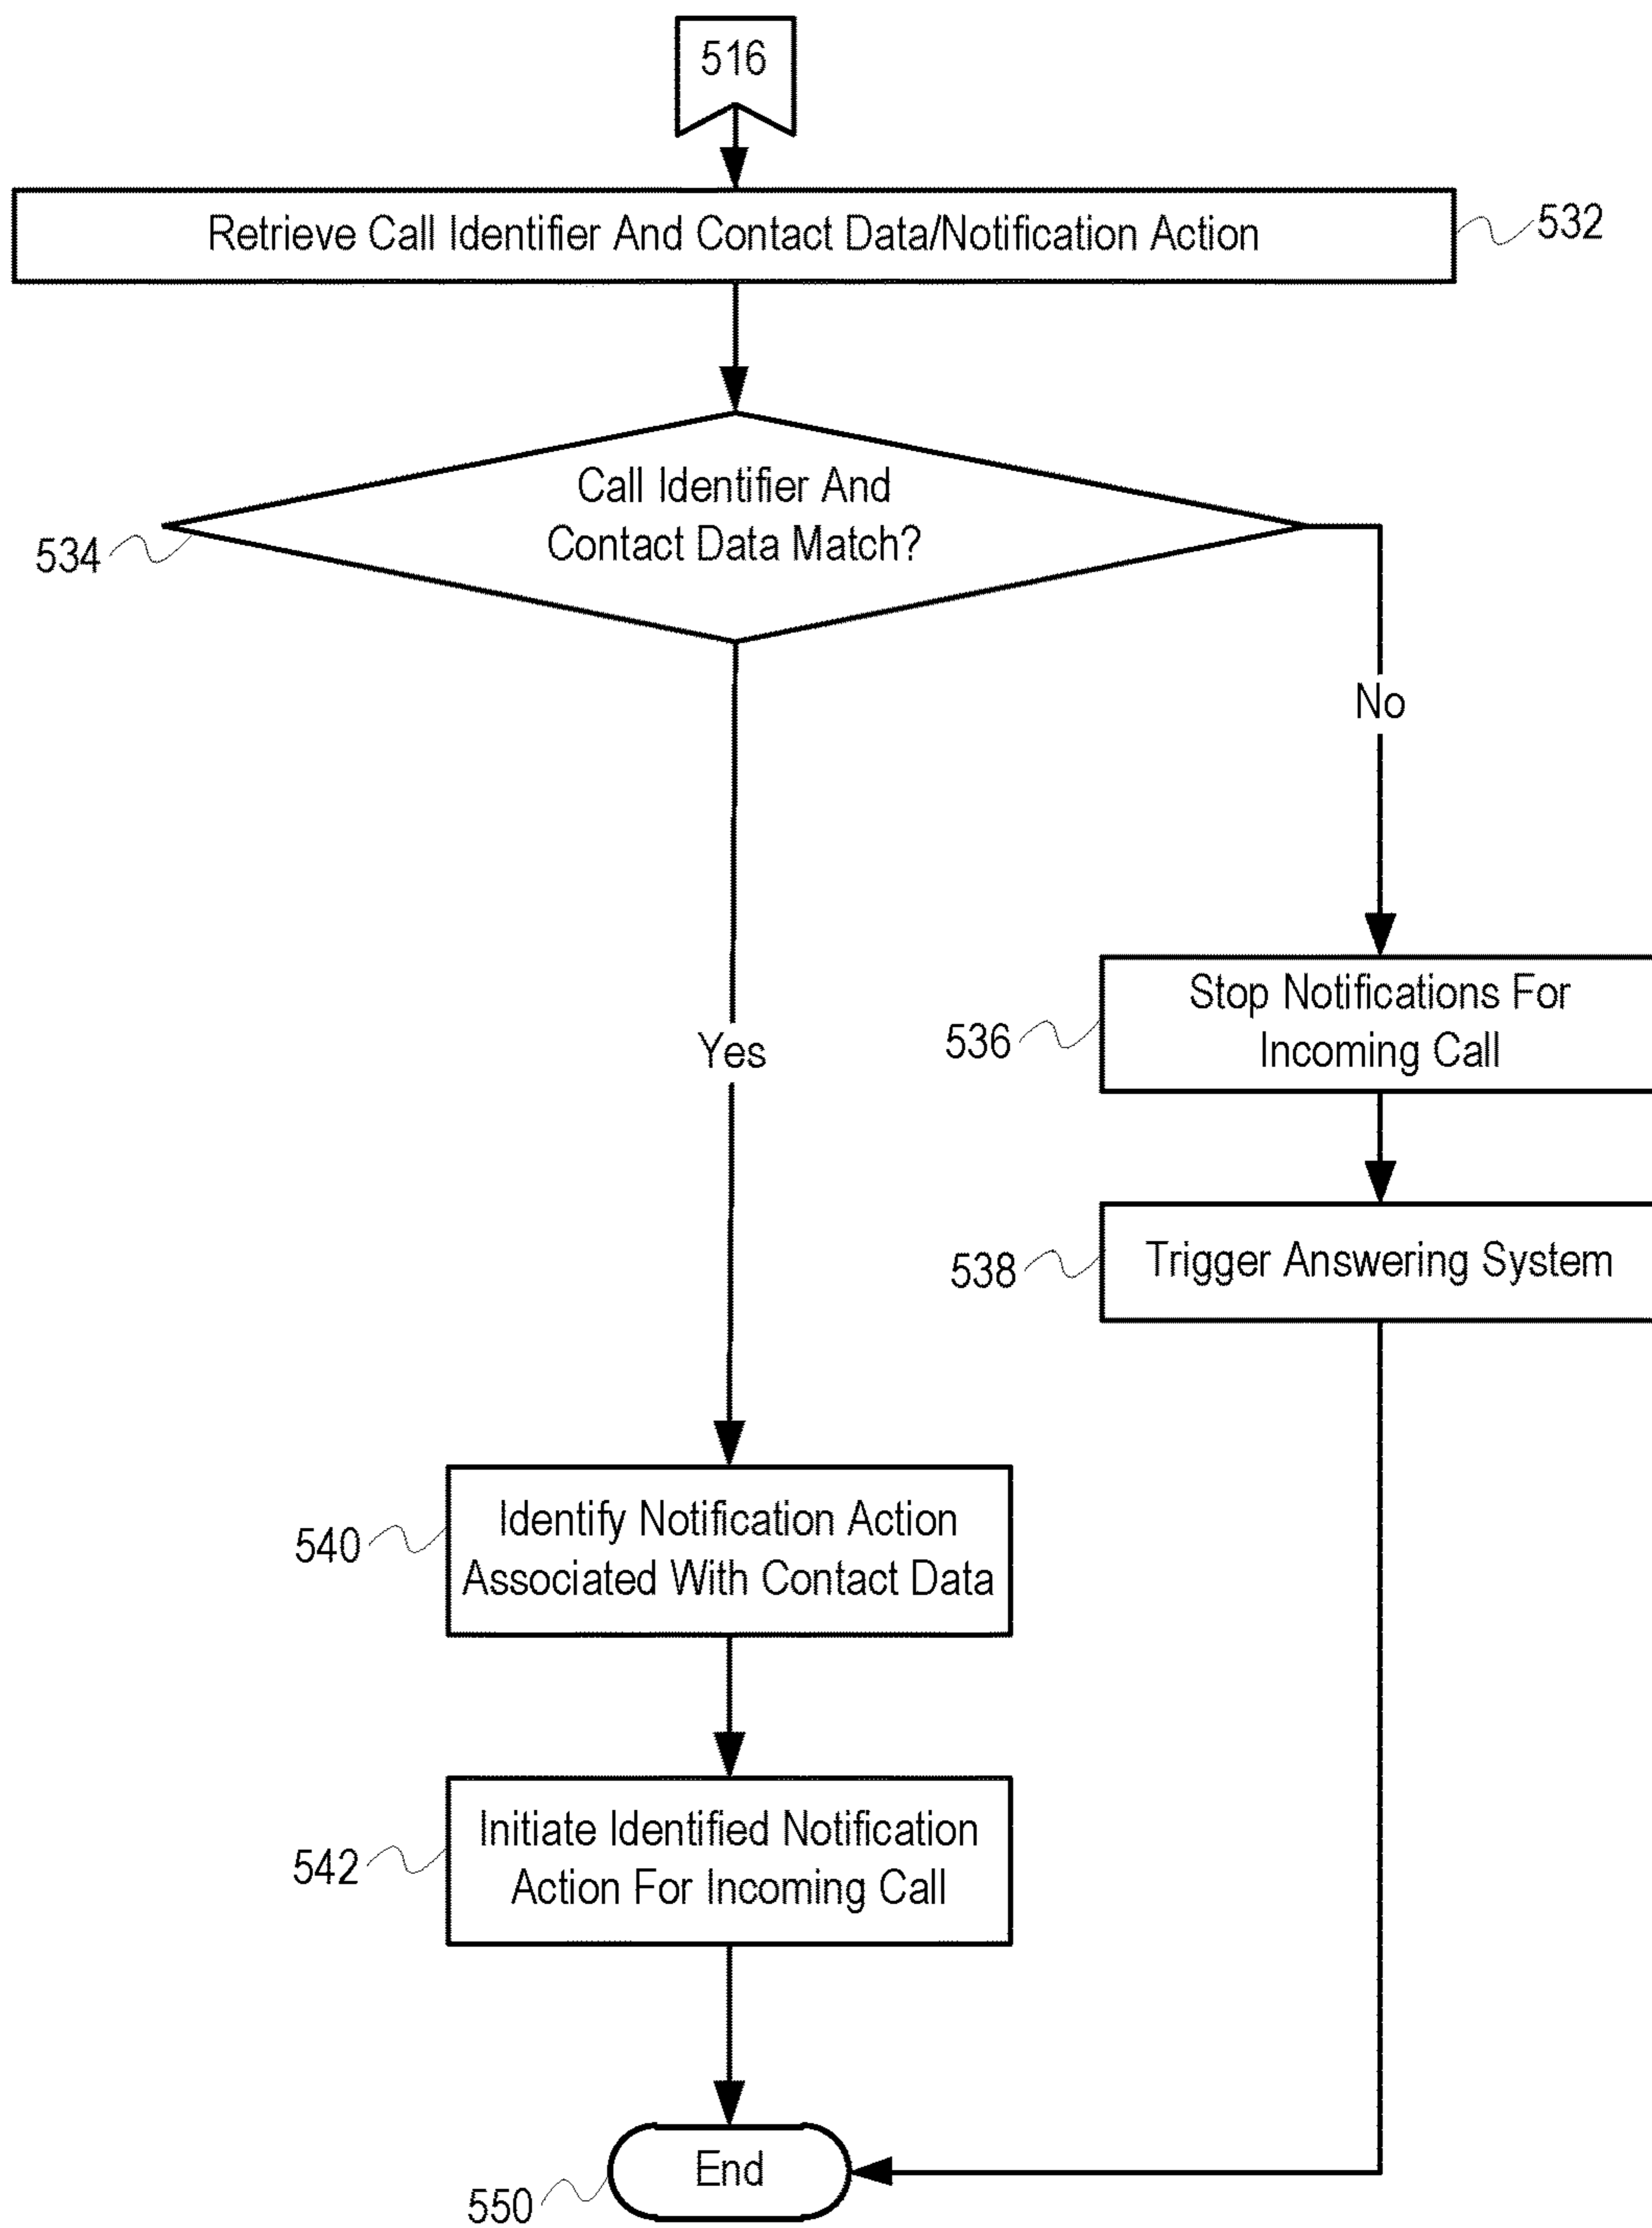 516
Retrieve Call Identifier And Contact Data/Notification Action
532
Call Identifier And
Contact Data Match?
534
No
Yes
Stop Notifications For
Incoming Call
536
Trigger Answering System
538
Identify Notification Action
Associated With Contact Data
540
Initiate Identified Notification
Action For Incoming Call
542
End
550